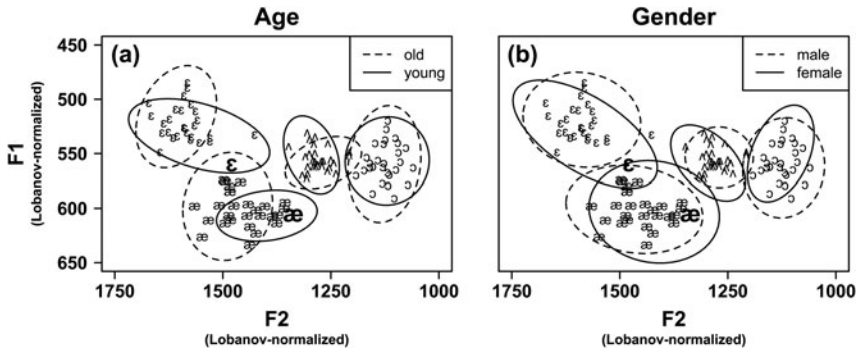 Age
Gender
(a)
old
young
(b)
male
female
450
500
550
600
650
F1
(Lobanov-normalized)
ɛ
ʌ
ɔ
æ
ɛ
æ
ɛ
ʌ
ɔ
æ
ɛ
æ
1750
1500
1250
1000
1750
1500
1250
1000
F2
(Lobanov-normalized)
F2
(Lobanov-normalized)